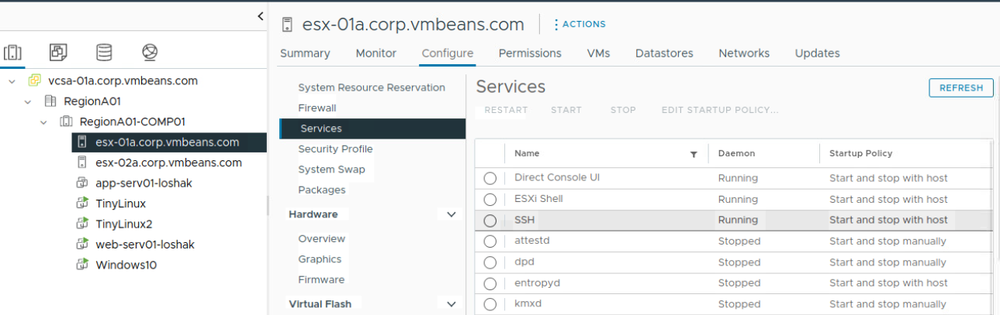 esx-01a.corp.vmbeans.com ACTIONS
Summary Monitor Configure Permissions VMs Datastores Networks Updates
vcsa-01a.corp.vmbeans.com
RegionA01
RegionA01-COMP01
esx-01a.corp.vmbeans.com
esx-02a.corp.vmbeans.com
app-serv01-loshak
TinyLinux
TinyLinux2
web-serv01-loshak
Windows10
System Resource Reservation
Firewall
Services
Security Profile
System Swap
Packages
Hardware
Overview
Graphics
Firmware
Virtual Flash
Services REFRESH
RESTART START STOP EDIT STARTUP POLICY...
Name Daemon Startup Policy
Direct Console UI Running Start and stop with host
ESXi Shell Running Start and stop with host
SSH Running Start and stop with host
attestd Stopped Start and stop manually
dpd Stopped Start and stop manually
entropyd Stopped Start and stop with host
kmxd Stopped Start and stop manually